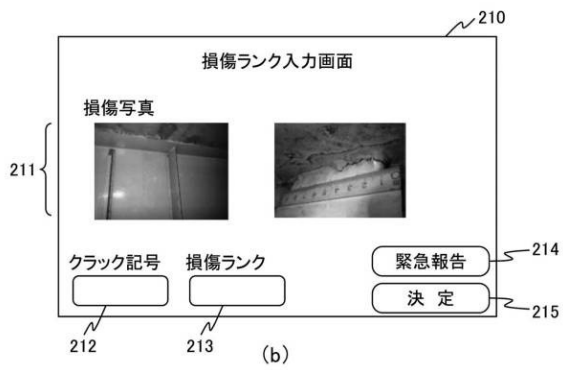 210
損傷ランク入力画面
損傷写真
211
クラック記号 損傷ランク
緊急報告
214
決 定
215
212
213
(b)